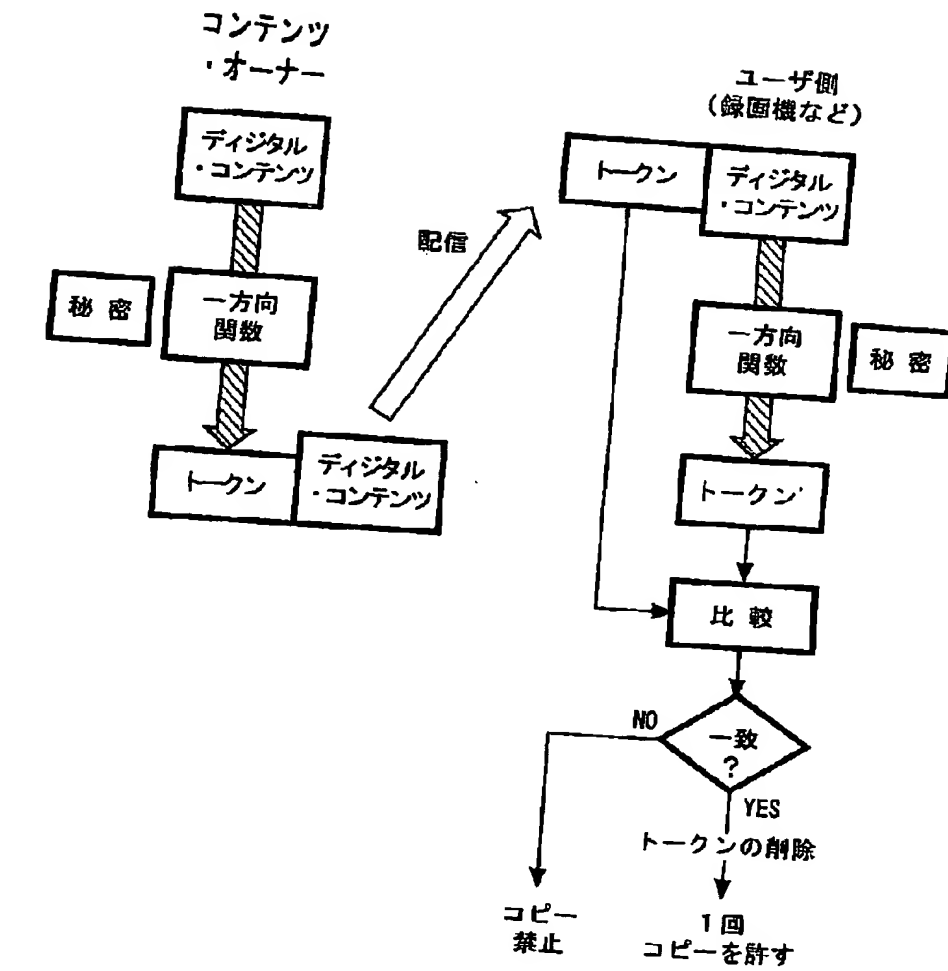 コンテンツ
・オーナー
ディジタル
・コンテンツ
秘密
一方向
関数
トークン
ディジタル
・コンテンツ
配信
ユーザ側
(録画機など)
トークン
ディジタル
・コンテンツ
一方向
関数
秘密
トークン'
比較
一致
?
NO
YES
トークンの削除
コピー
禁止
1回
コピーを許す